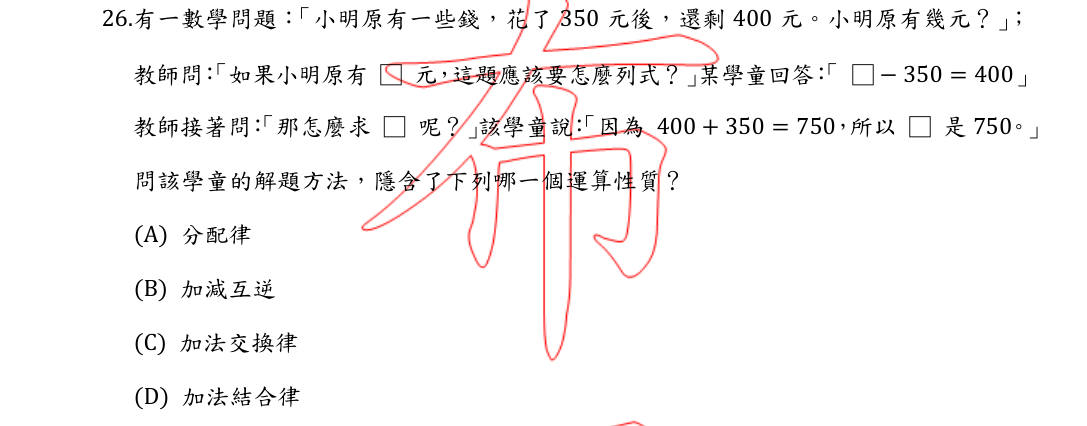 26.有一數學問題：「小明原有一些錢，花了 350 元後，還剩 400 元。小明原有幾元？」；
教師問：「如果小明原有 □ 元，這題應該要怎麼列式？」某學童回答：「 □ − 350 = 400」
教師接著問：「那怎麼求 □ 呢？」該學童說：「因為 400 + 350 = 750，所以 □ 是 750。」
問該學童的解題方法，隱含了下列哪一個運算性質？
(A) 分配律
(B) 加減互逆
(C) 加法交換律
(D) 加法結合律
布